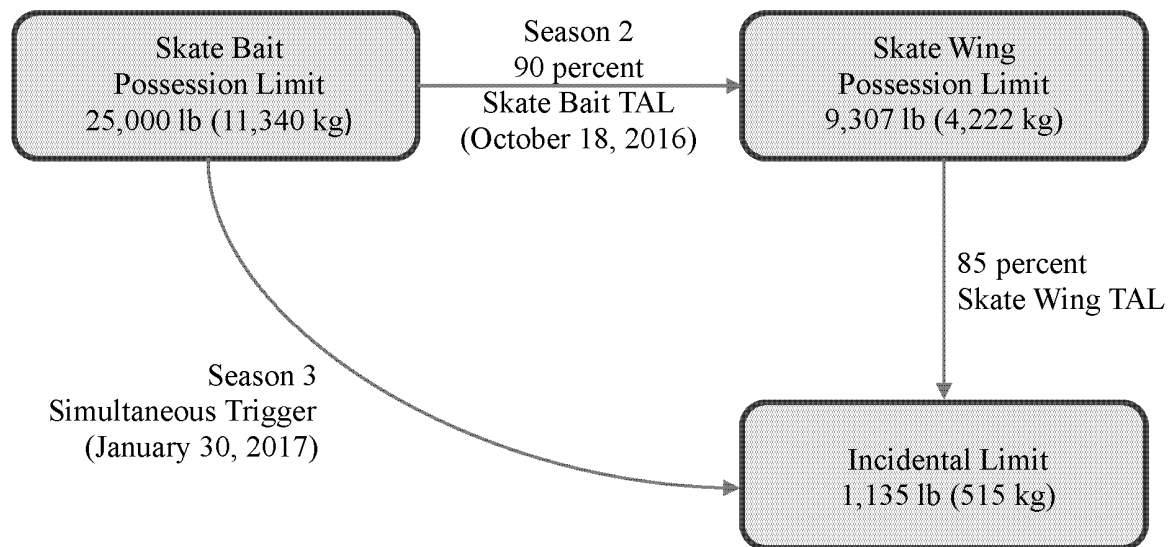 Skate Bait
Possession Limit
25,000 lb (11,340 kg)
Season 2
90 percent
Skate Bait TAL
(October 18, 2016)
Skate Wing
Possession Limit
9,307 lb (4,222 kg)
85 percent
Skate Wing TAL
Season 3
Simultaneous Trigger
(January 30, 2017)
Incidental Limit
1,135 lb (515 kg)